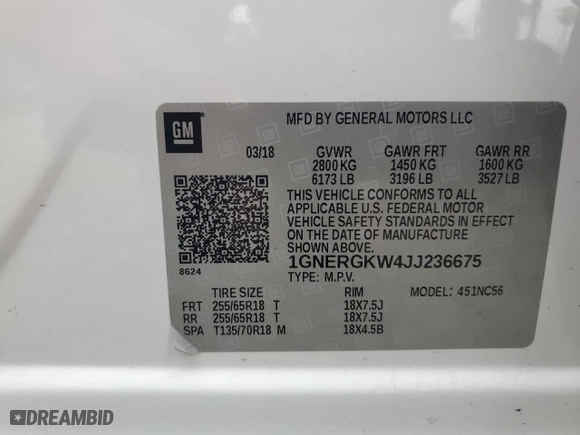 GM
MFD BY GENERAL MOTORS LLC
03/18 GVWR GAWR FRT GAWR RR
2800 KG 1450 KG 1600 KG
6173 LB 3196 LB 3527 LB
THIS VEHICLE CONFORMS TO ALL
APPLICABLE U.S. FEDERAL MOTOR
VEHICLE SAFETY STANDARDS IN EFFECT
ON THE DATE OF MANUFACTURE
SHOWN ABOVE.
8624
1GNERGKW4JJ236675
TYPE: M.P.V. MODEL: 451NC56
TIRE SIZE RIM
FRT 255/65R18 T 18X7.5J
RR 255/65R18 T 18X7.5J
SPA T135/70R18 M 18X4.5B
DREAMBID